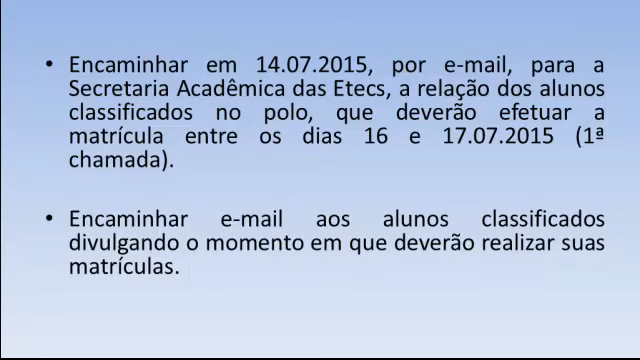 • Encaminhar em 14.07.2015, por e-mail, para a
Secretaria Acadêmica das Etecs, a relação dos alunos
classificados no polo, que deverão efetuar a
matrícula entre os dias 16 e 17.07.2015 (1ª
chamada).
• Encaminhar e-mail aos alunos classificados
divulgando o momento em que deverão realizar suas
matrículas.